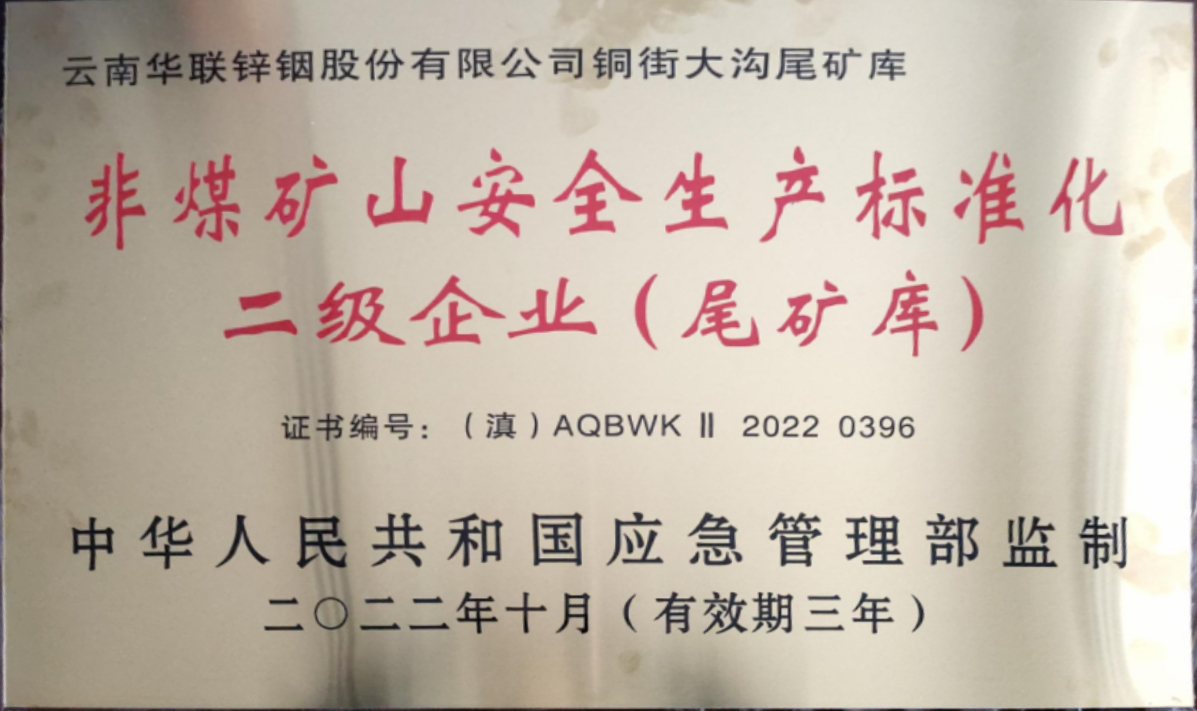 云南华联锌铟股份有限公司铜街大沟尾矿库
非煤矿山安全生产标准化
二级企业（尾矿库）
证书编号：（滇）AQBWK Ⅱ 2022 0396
中华人民共和国应急管理部监制
二〇二二年十月（有效期三年）